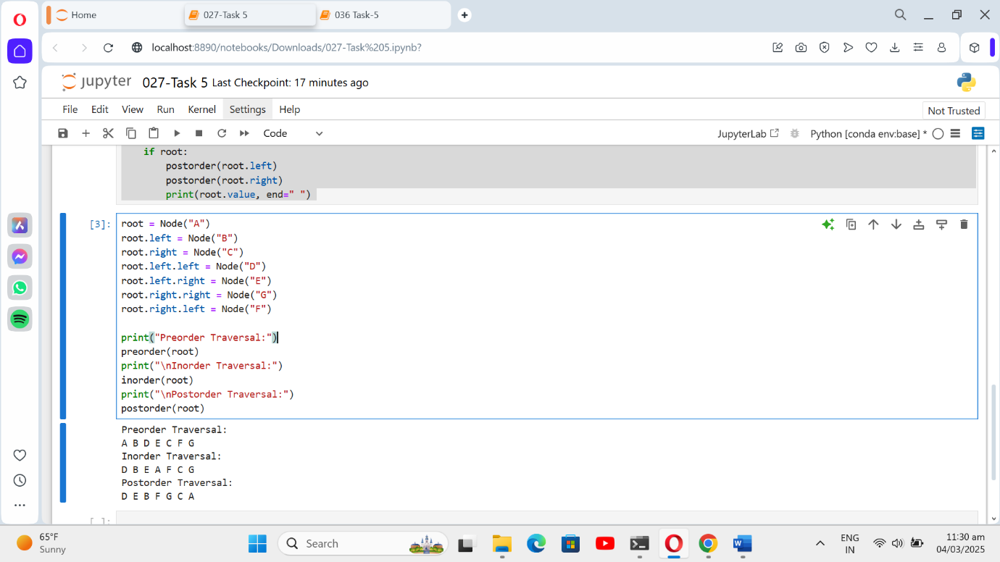 Home
027-Task 5
036 Task-5
localhost:8890/notebooks/Downloads/027-Task%205.ipynb?
jupyter 027-Task 5 Last Checkpoint: 17 minutes ago
File Edit View Run Kernel Settings Help
Not Trusted
Code
JupyterLab
Python [conda env:base] *
if root:
postorder(root.left)
postorder(root.right)
print(root.value, end=" ")
[3]:
root = Node("A")
root.left = Node("B")
root.right = Node("C")
root.left.left = Node("D")
root.left.right = Node("E")
root.right.right = Node("G")
root.right.left = Node("F")
print("Preorder Traversal:")
preorder(root)
print("\nInorder Traversal:")
inorder(root)
print("\nPostorder Traversal:")
postorder(root)
Preorder Traversal:
A B D E C F G
Inorder Traversal:
D B E A F C G
Postorder Traversal:
D E B F G C A
[ ]:
65°F
Sunny
Search
ENG
IN
11:30 am
04/03/2025